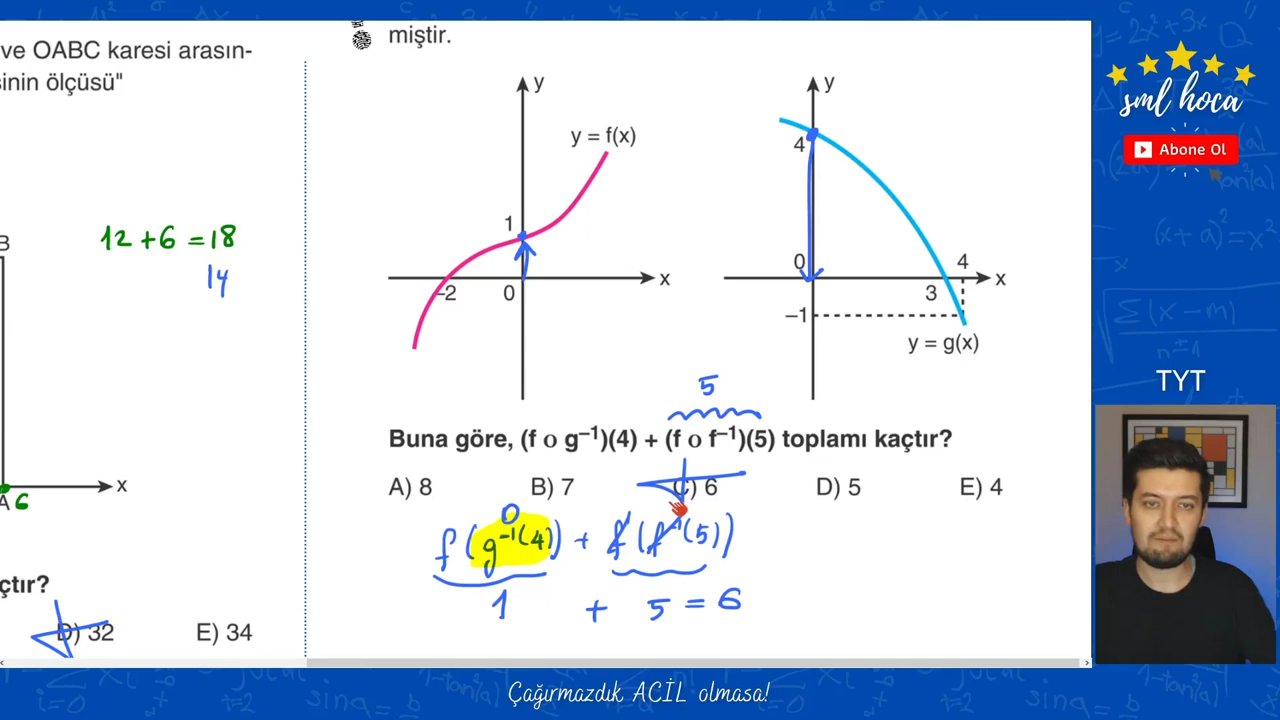 ve OABC karesi arasın-
sinin ölçüsü"
B
12 + 6 = 18
14
A 6
x
çtır?
D) 32
E) 34
miştir.
y
y = f(x)
1
-2
0
x
y
4
0
4
3
x
–1
y = g(x)
5
Buna göre, (f o g–1)(4) + (f o f–1)(5) toplamı kaçtır?
A) 8
B) 7
C) 6
D) 5
E) 4
0
f(g-1(4)) + f(f-1(5))
1 + 5 = 6
sml hoca
Abone Ol
TYT
Çağırmazdık ACİL olmasa!